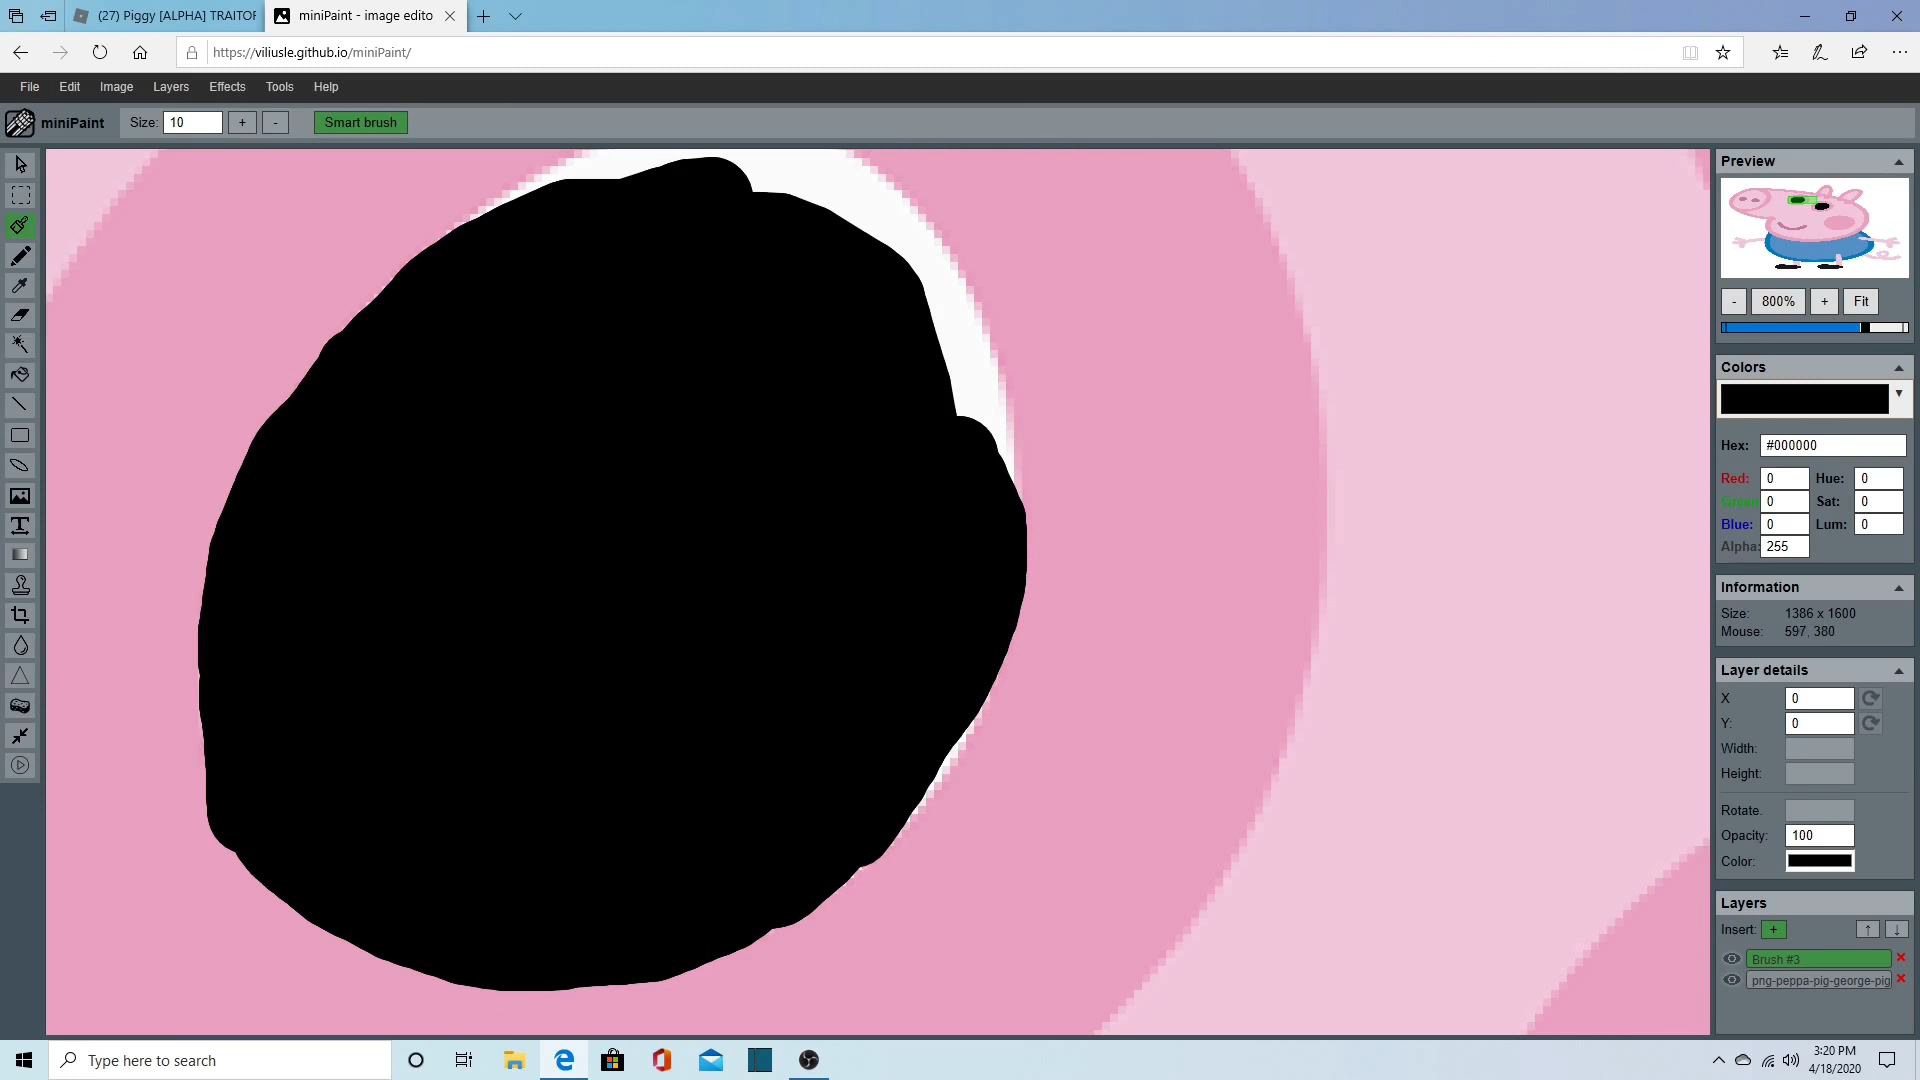 (27) Piggy [ALPHA] TRAITOR
miniPaint - image edito
https://viliusle.github.io/miniPaint/
File Edit Image Layers Effects Tools Help
miniPaint Size: 10 + - Smart brush
Preview
- 800% + Fit
Colors
Hex: #000000
Red: 0 Hue: 0
Green: 0 Sat: 0
Blue: 0 Lum: 0
Alpha: 255
Information
Size: 1386 x 1600
Mouse: 597, 380
Layer details
X 0
Y: 0
Width:
Height:
Rotate.
Opacity: 100
Color:
Layers
Insert: + ↑ ↓
Brush #3
png-peppa-pig-george-pig
Type here to search
3:20 PM
4/18/2020